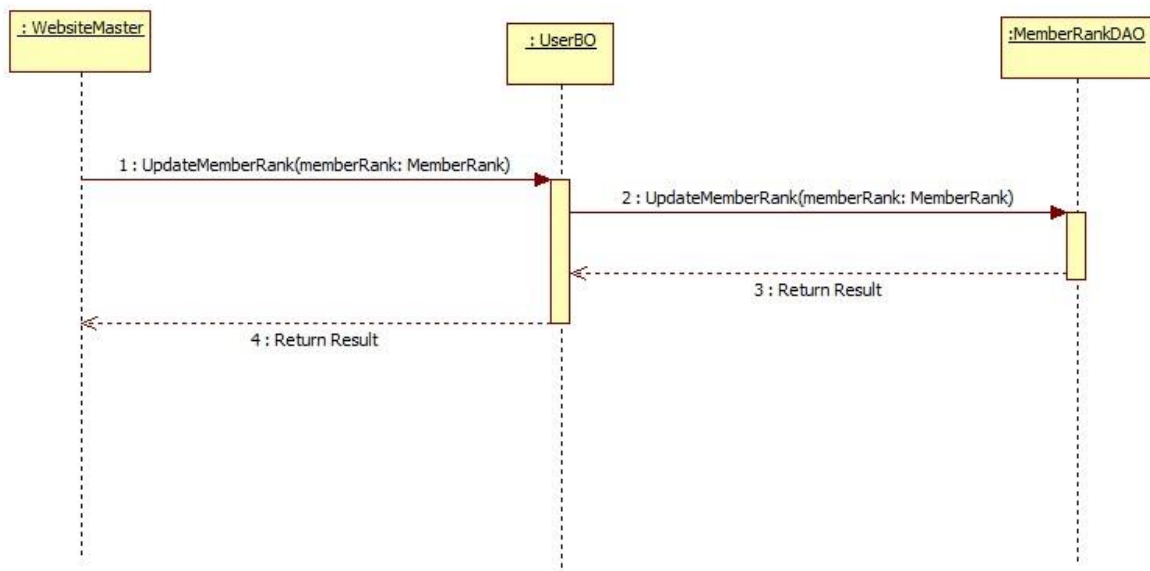 : WebsiteMaster
: UserBO
:MemberRankDAO
1 : UpdateMemberRank(memberRank: MemberRank)
2 : UpdateMemberRank(memberRank: MemberRank)
3 : Return Result
4 : Return Result